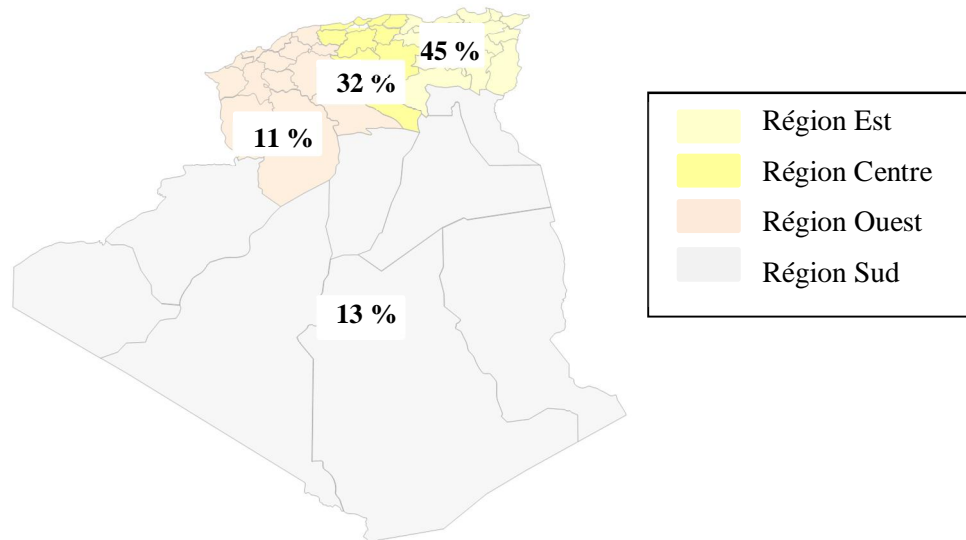 45 %
32 %
11 %
13 %
Région Est
Région Centre
Région Ouest
Région Sud